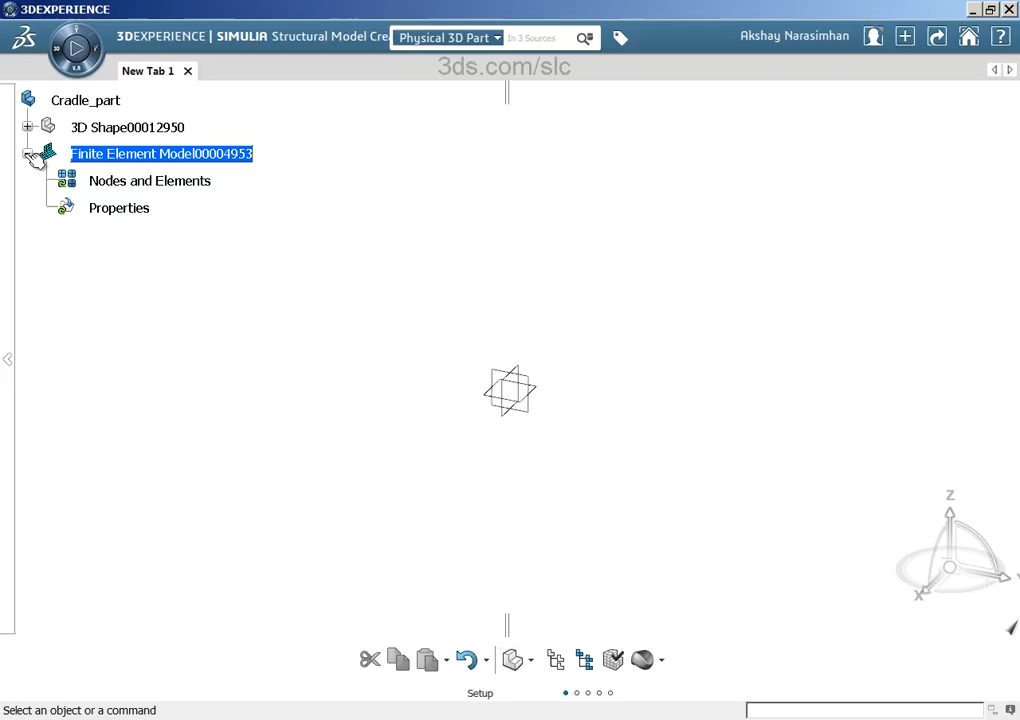 3DEXPERIENCE
3DEXPERIENCE | SIMULIA Structural Model Cre
Physical 3D Part
In 3 Sources
Akshay Narasimhan
3ds.com/slc
New Tab 1
Cradle_part
3D Shape00012950
Finite Element Model00004953
Nodes and Elements
Properties
Z
X
Setup
Select an object or a command